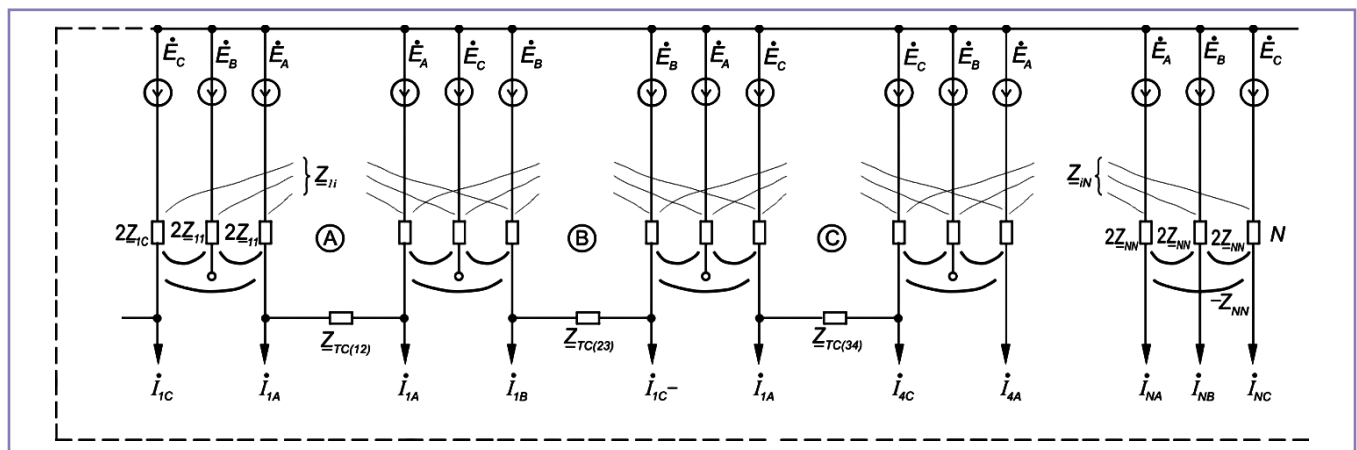 Ė_C Ė_B Ė_A Ė_A Ė_C Ė_B Ė_B Ė_A Ė_C Ė_C Ė_B Ė_A Ė_A Ė_B Ė_C
}Z_1i }Z_iN
2Z_1C 2Z_11 2Z_11 A B C 2Z_NN 2Z_NN 2Z_NN N
–Z_NN
Z_TC(12) Z_TC(23) Z_TC(34)
İ_1C İ_1A İ_1A İ_1B İ_1C– İ_1A İ_4C İ_4A İ_NA İ_NB İ_NC